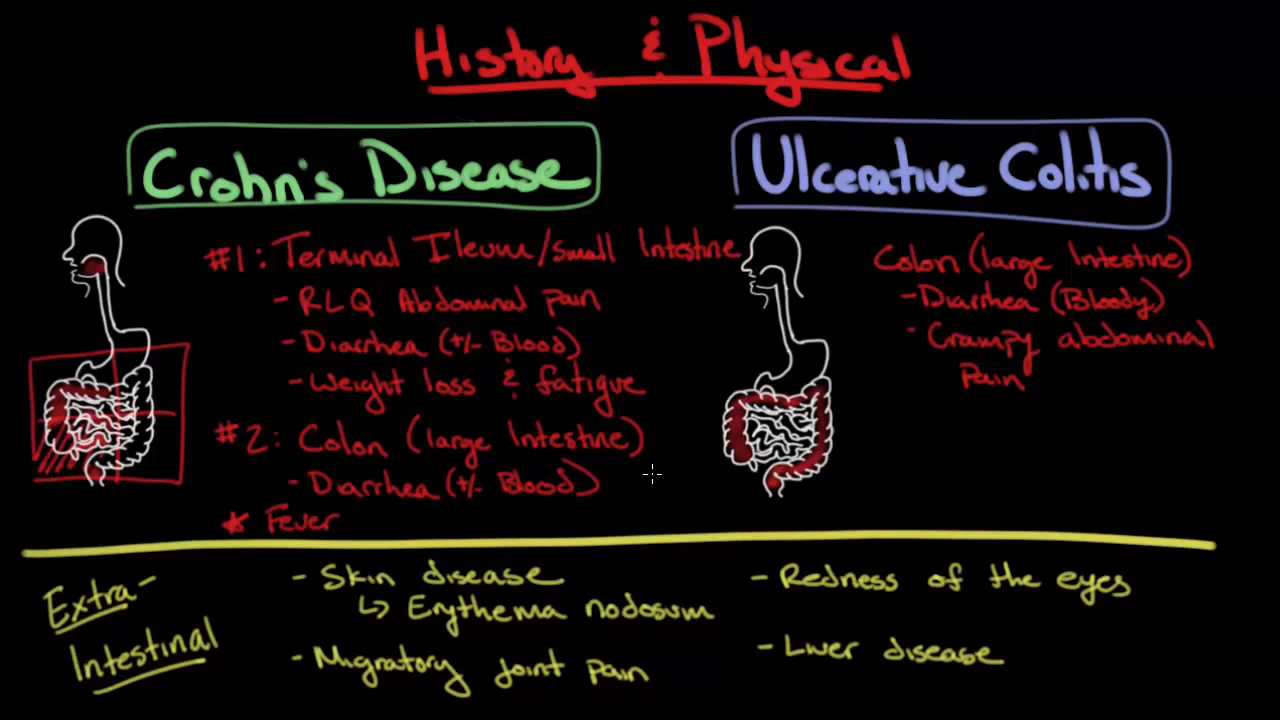 History & Physical
Crohn's Disease
#1: Terminal Ileum/small Intestine
- RLQ Abdominal pain
- Diarrhea (+/- Blood)
- Weight loss & fatigue
#2: Colon (large Intestine)
- Diarrhea (+/- Blood)
* Fever
Ulcerative Colitis
Colon (large Intestine)
- Diarrhea (Bloody)
- Crampy abdominal
Pain
Extra-
Intestinal
- Skin disease
↳ Erythema nodosum
- Migratory joint pain
- Redness of the eyes
- Liver disease